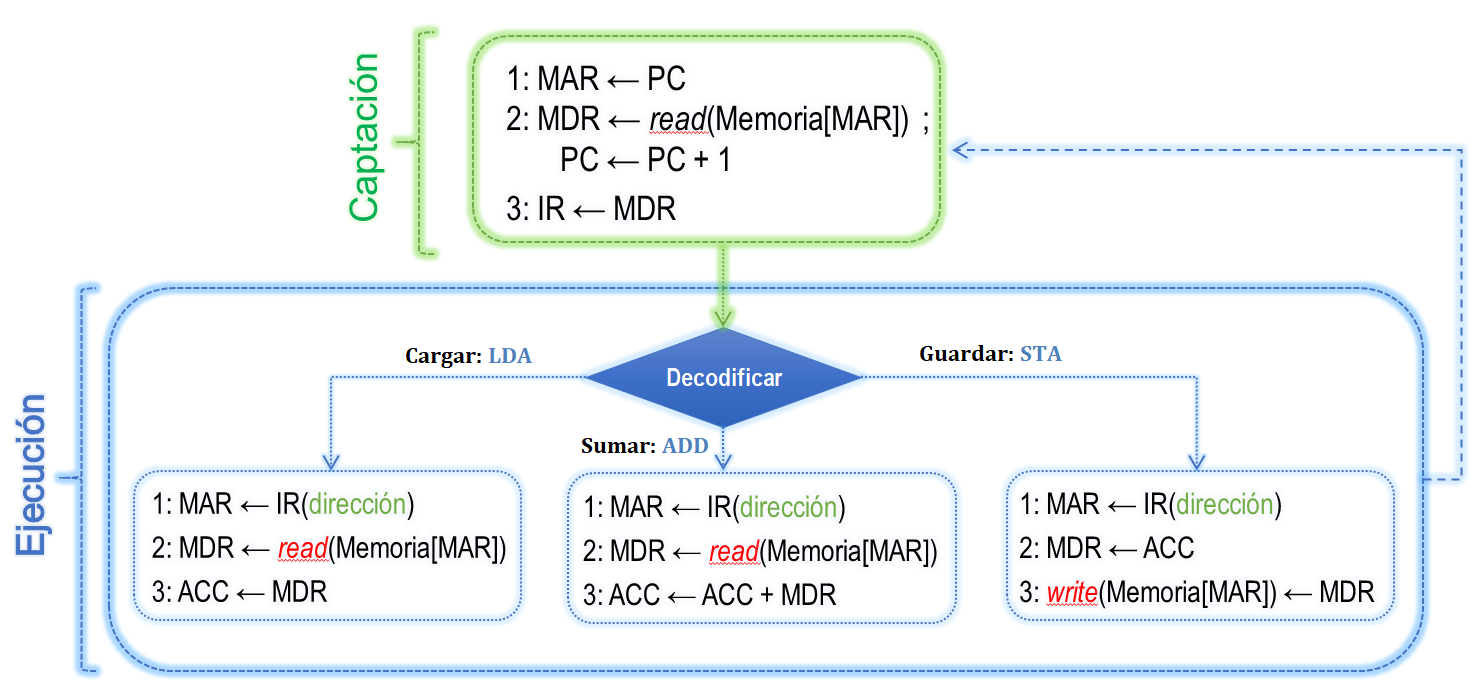 Captación
1: MAR ← PC
2: MDR ← read(Memoria[MAR]) ;
PC ← PC + 1
3: IR ← MDR
Ejecución
Decodificar
Cargar: LDA
1: MAR ← IR(dirección)
2: MDR ← read(Memoria[MAR])
3: ACC ← MDR
Sumar: ADD
1: MAR ← IR(dirección)
2: MDR ← read(Memoria[MAR])
3: ACC ← ACC + MDR
Guardar: STA
1: MAR ← IR(dirección)
2: MDR ← ACC
3: write(Memoria[MAR]) ← MDR